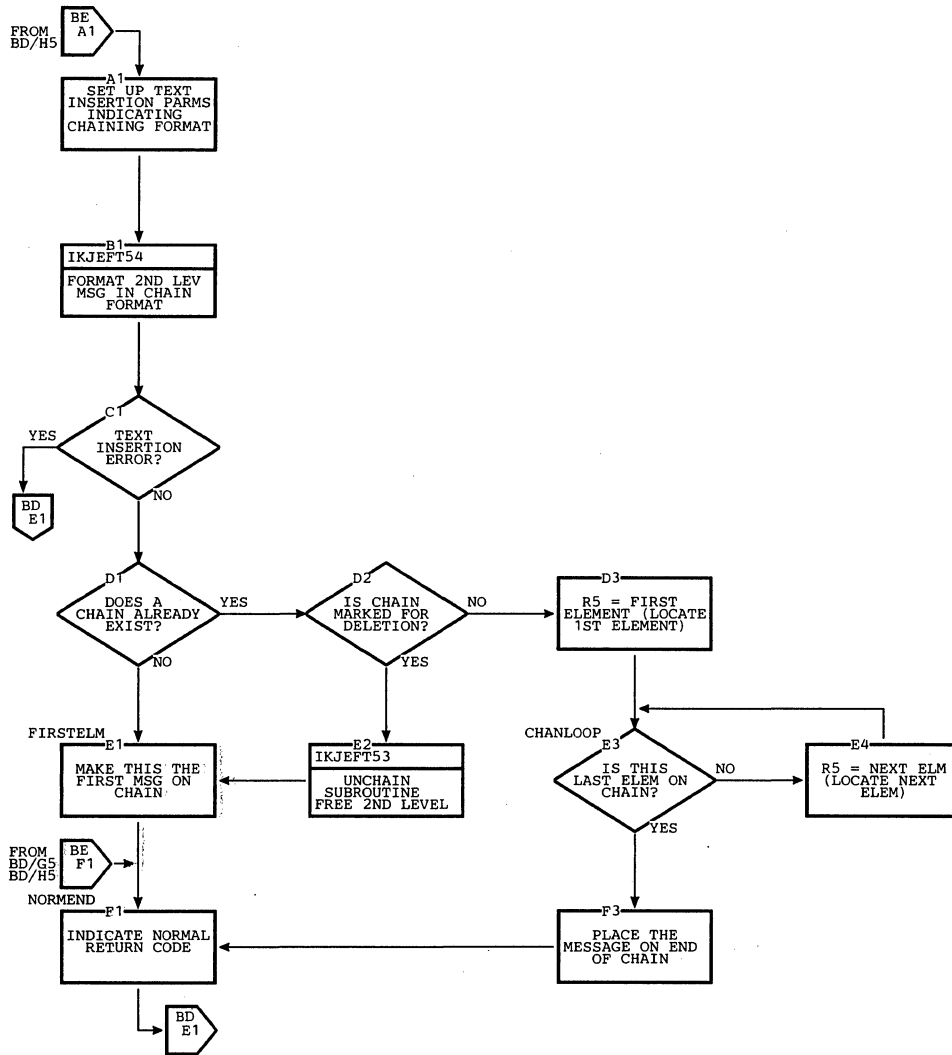 FROM
BD/H5
BE
A1
A1
SET UP TEXT
INSERTION PARMS
INDICATING
CHAINING FORMAT
B1
IKJEFT54
FORMAT 2ND LEV
MSG IN CHAIN
FORMAT
C1
TEXT
INSERTION
ERROR?
YES
NO
BD
E1
D1
DOES A
CHAIN ALREADY
EXIST?
YES
NO
D2
IS CHAIN
MARKED FOR
DELETION?
NO
YES
D3
R5 = FIRST
ELEMENT (LOCATE
1ST ELEMENT)
FIRSTELM
E1
MAKE THIS THE
FIRST MSG ON
CHAIN
E2
IKJEFT53
UNCHAIN
SUBROUTINE
FREE 2ND LEVEL
CHANLOOP
E3
IS THIS
LAST ELEM ON
CHAIN?
NO
YES
E4
R5 = NEXT ELM
(LOCATE NEXT
ELEM)
FROM
BD/G5
BD/H5
BE
F1
NORMEND
F1
INDICATE NORMAL
RETURN CODE
F3
PLACE THE
MESSAGE ON END
OF CHAIN
BD
E1